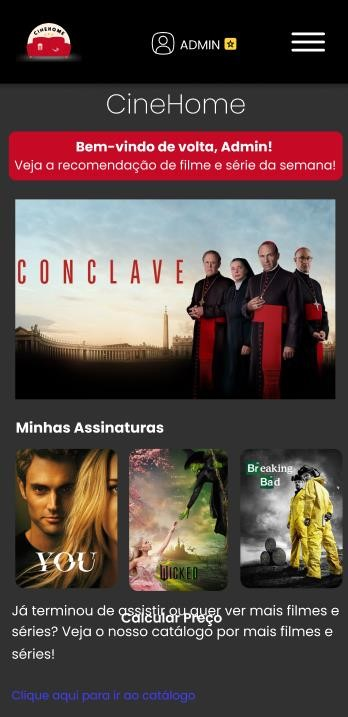 CINEHOME
ADMIN
CineHome
Bem-vindo de volta, Admin!
Veja a recomendação de filme e série da semana!
CONCLAVE
Minhas Assinaturas
YOU
WICKED
Breaking
Bad
Já terminou de assistir ou quer ver mais filmes e
Calcular Preço
séries? Veja o nosso catálogo por mais filmes e
séries!
Clique aqui para ir ao catálogo